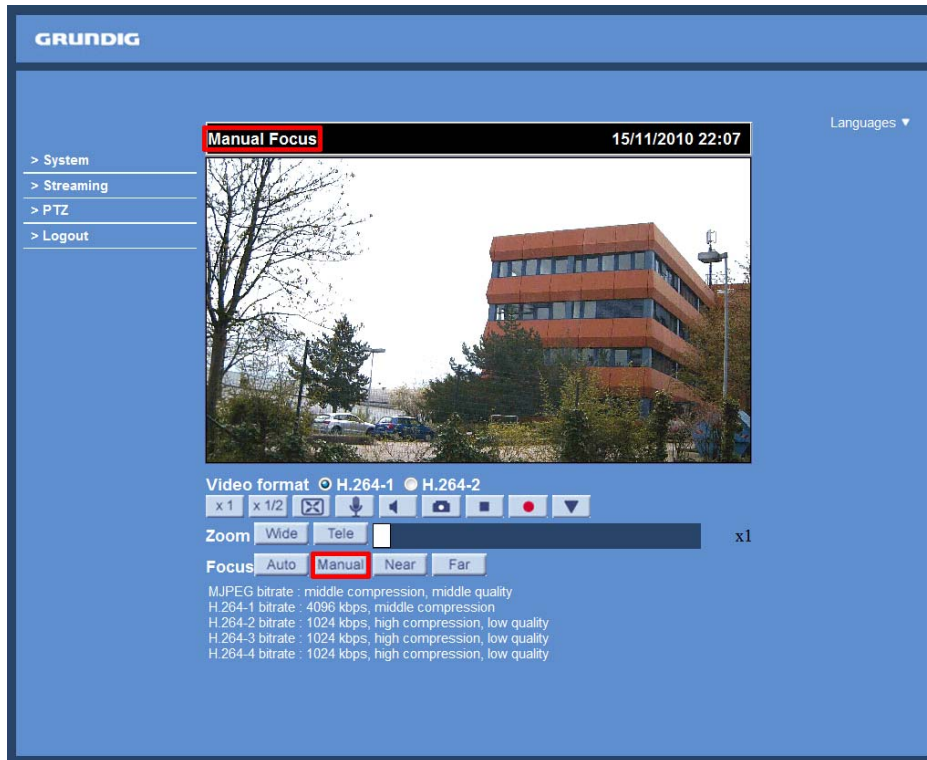 GRUNDIG
Languages ▼
Manual Focus 15/11/2010 22:07
> System
> Streaming
> PTZ
> Logout
Video format H.264-1 H.264-2
x 1 x 1/2
Zoom Wide Tele x1
Focus Auto Manual Near Far
MJPEG bitrate : middle compression, middle quality
H.264-1 bitrate : 4096 kbps, middle compression
H.264-2 bitrate : 1024 kbps, high compression, low quality
H.264-3 bitrate : 1024 kbps, high compression, low quality
H.264-4 bitrate : 1024 kbps, high compression, low quality